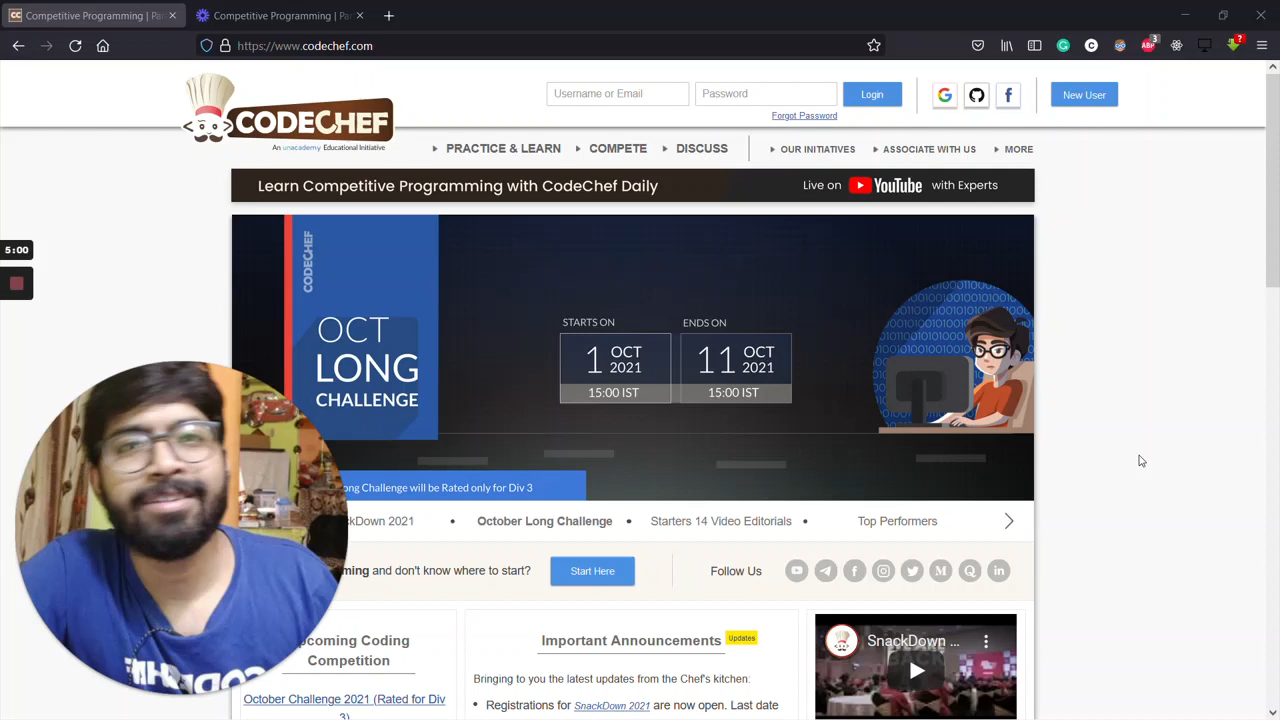 Competitive Programming | Par
Competitive Programming | Pa
https://www.codechef.com
3
ABP
?
CODECHEF
An unacademy Educational Initiative
Username or Email
Password
Login
Forgot Password
New User
PRACTICE & LEARN
COMPETE
DISCUSS
OUR INITIATIVES
ASSOCIATE WITH US
MORE
Learn Competitive Programming with CodeChef Daily
Live on YouTube with Experts
5:00
CODECHEF
OCT
LONG
CHALLENGE
STARTS ON
1 OCT 2021
15:00 IST
ENDS ON
11 OCT 2021
15:00 IST
ong Challenge will be Rated only for Div 3
kDown 2021
October Long Challenge
Starters 14 Video Editorials
Top Performers
ming and don't know where to start?
Start Here
Follow Us
pcoming Coding
Competition
October Challenge 2021 (Rated for Div
3)
Important Announcements
Updates
Bringing to you the latest updates from the Chef's kitchen:
Registrations for SnackDown 2021 are now open. Last date
SnackDown ...